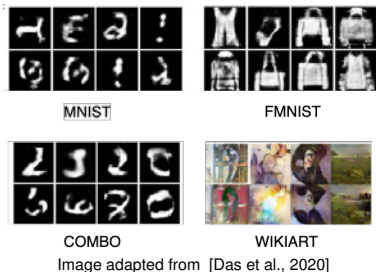 :
MNIST
FMNIST
COMBO
WIKIART
Image adapted from [Das et al., 2020]